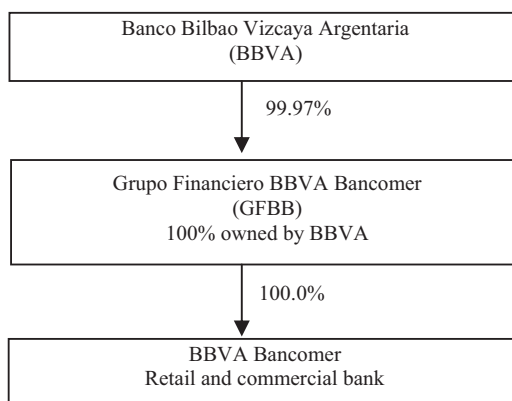 Banco Bilbao Vizcaya Argentaria
(BBVA)
99.97%
Grupo Financiero BBVA Bancomer
(GFBB)
100% owned by BBVA
100.0%
BBVA Bancomer
Retail and commercial bank